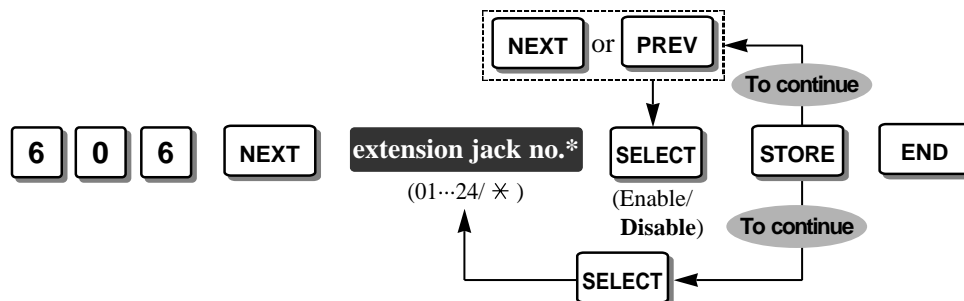 NEXT or PREV
To continue
6 0 6 NEXT extension jack no.* SELECT STORE END
(01···24/ ✳ )
(Enable/
Disable)
To continue
SELECT